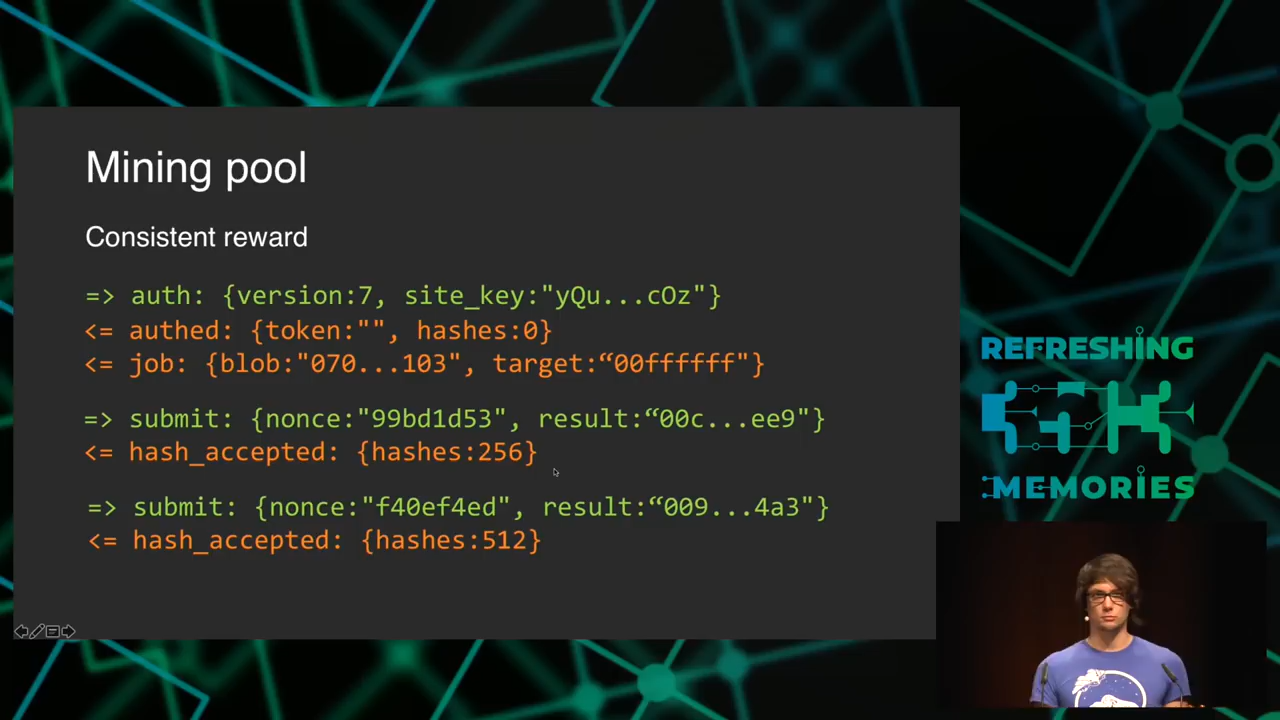 Mining pool
Consistent reward
=> auth: {version:7, site_key:"yQu...cOz"}
<= authed: {token:"", hashes:0}
<= job: {blob:"070...103", target:“00ffffff"}
=> submit: {nonce:"99bd1d53", result:“00c...ee9"}
<= hash_accepted: {hashes:256}
=> submit: {nonce:"f40ef4ed", result:“009...4a3"}
<= hash_accepted: {hashes:512}
REFRESHING
MEMORIES